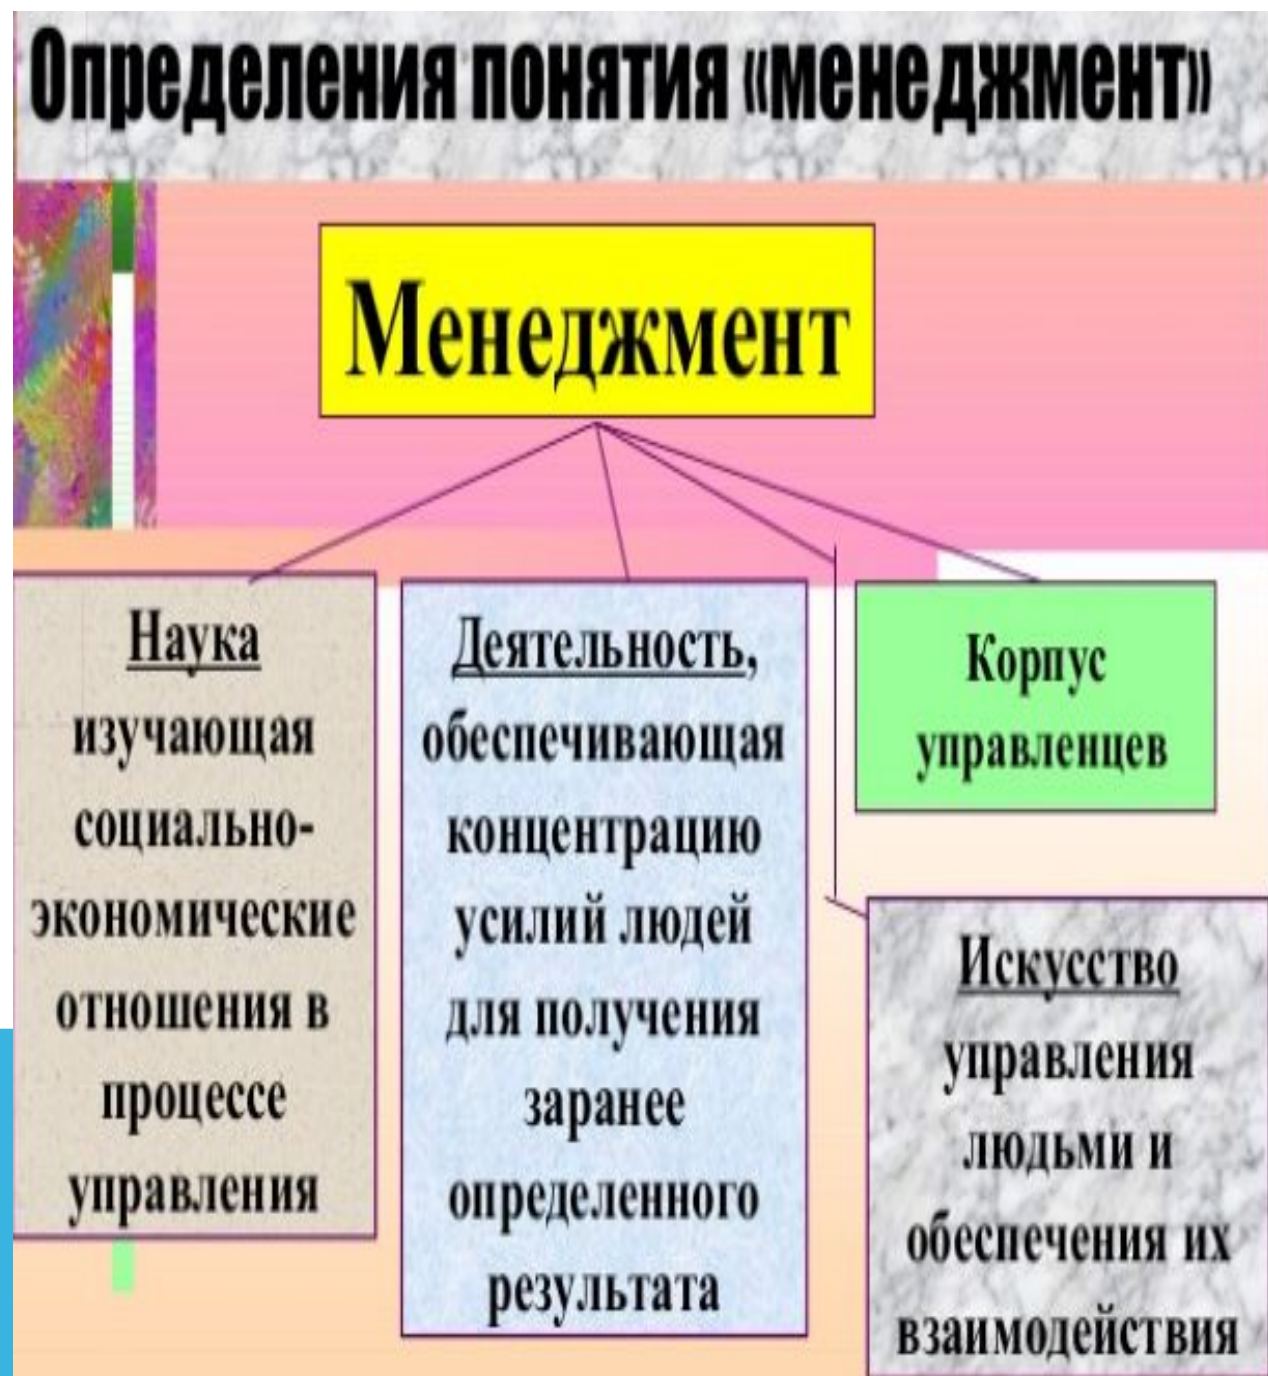 Определения понятия «менеджмент»
Менеджмент
Наука
изучающая
социально-
экономические
отношения в
процессе
управления
Деятельность,
обеспечивающая
концентрацию
усилий людей
для получения
заранее
определенного
результата
Корпус
управленцев
Искусство
управления
людьми и
обеспечения их
взаимодействия